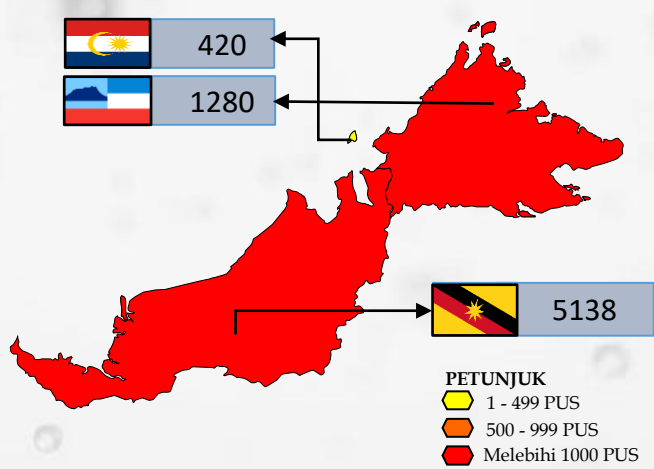 420
1280
5138
PETUNJUK
1 - 499 PUS
500 - 999 PUS
Melebihi 1000 PUS